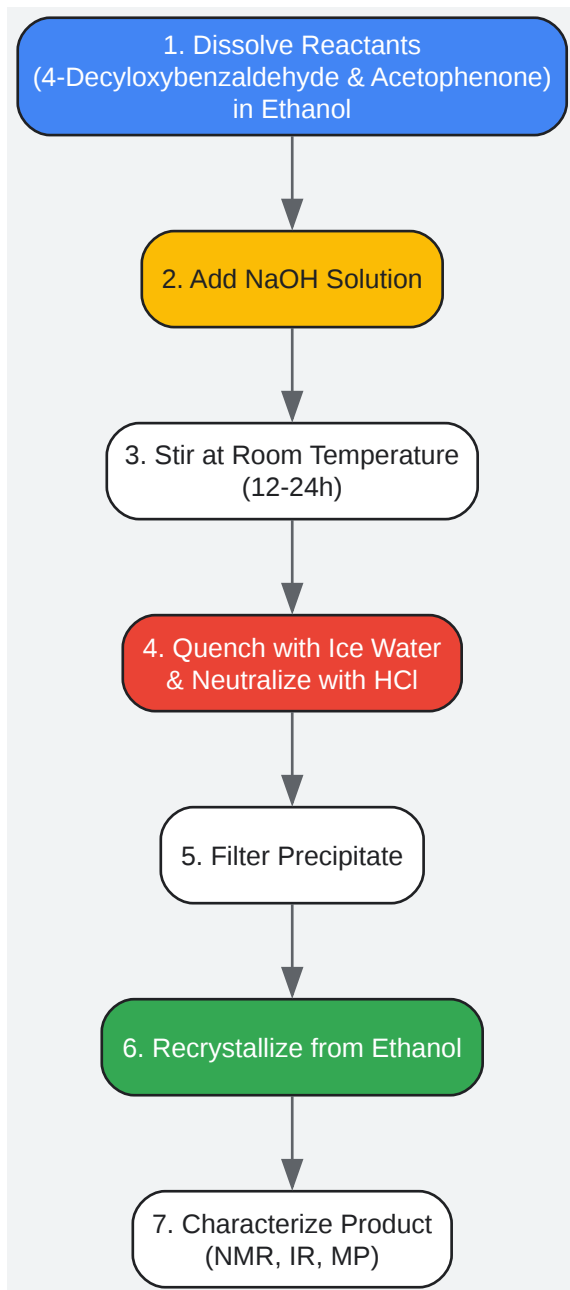 1. Dissolve Reactants
(4-Decyloxybenzaldehyde & Acetophenone)
in Ethanol
2. Add NaOH Solution
3. Stir at Room Temperature
(12-24h)
4. Quench with Ice Water
& Neutralize with HCl
5. Filter Precipitate
6. Recrystallize from Ethanol
7. Characterize Product
(NMR, IR, MP)